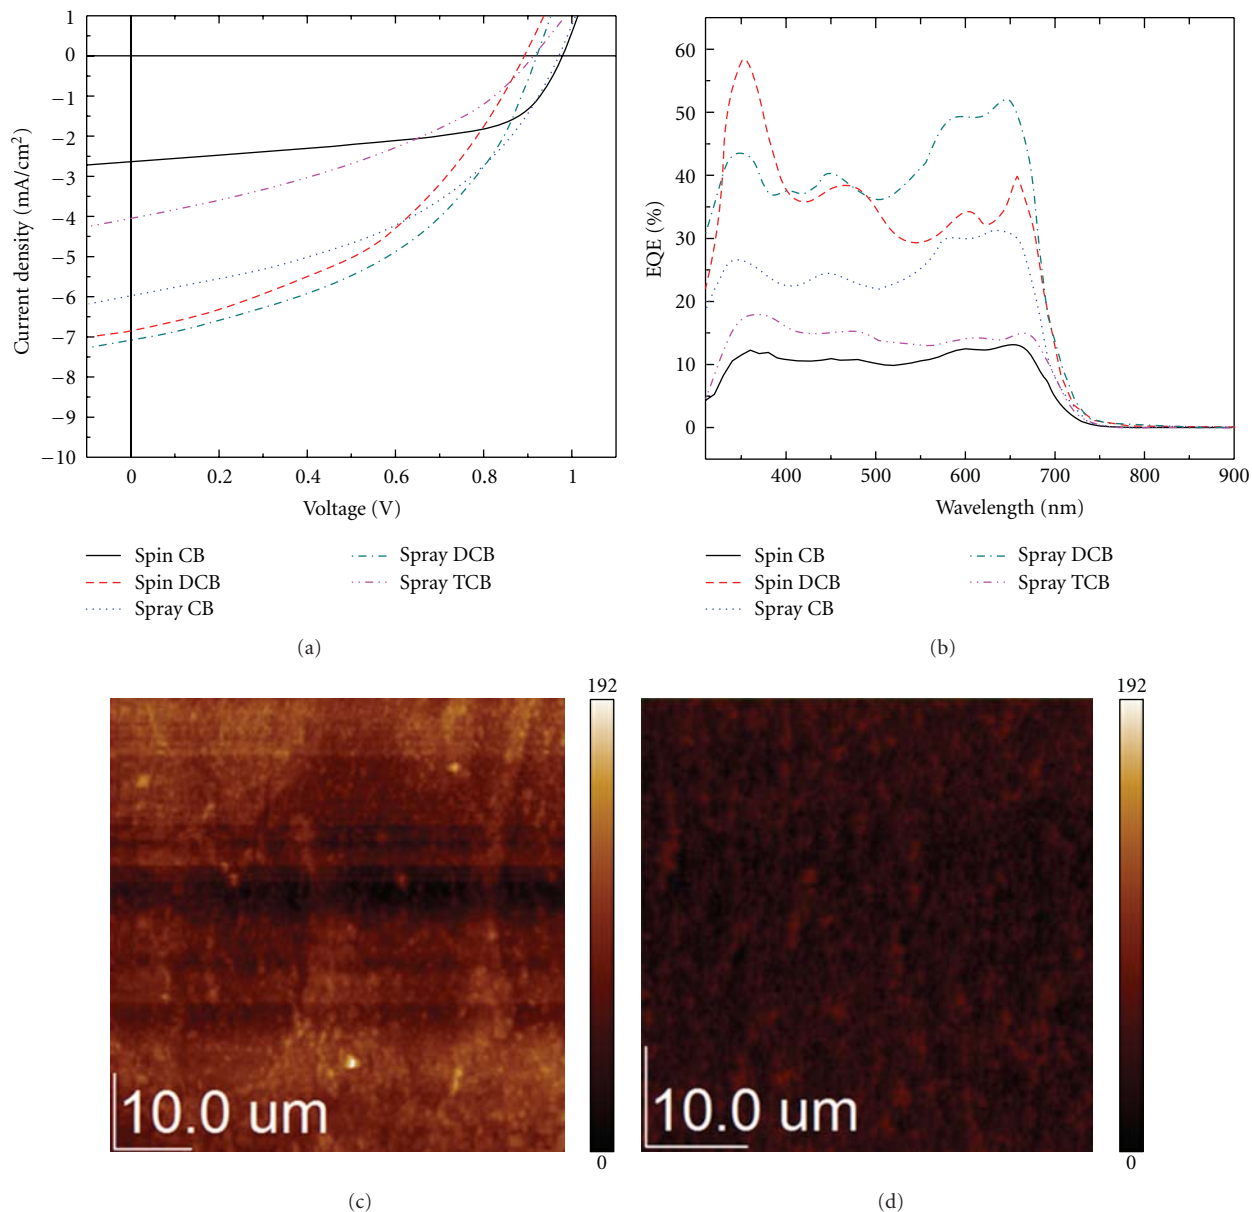 1
0
−1
−2
−3
−4
−5
−6
−7
−8
−9
−10
Current density (mA/cm²)
0 0.2 0.4 0.6 0.8 1
Voltage (V)
Spin CB
Spin DCB
Spray CB
Spray DCB
Spray TCB
(a)
60
50
40
30
20
10
0
EQE (%)
400 500 600 700 800 900
Wavelength (nm)
Spin CB
Spin DCB
Spray CB
Spray DCB
Spray TCB
(b)
192
10.0 um
0
(c)
192
10.0 um
0
(d)